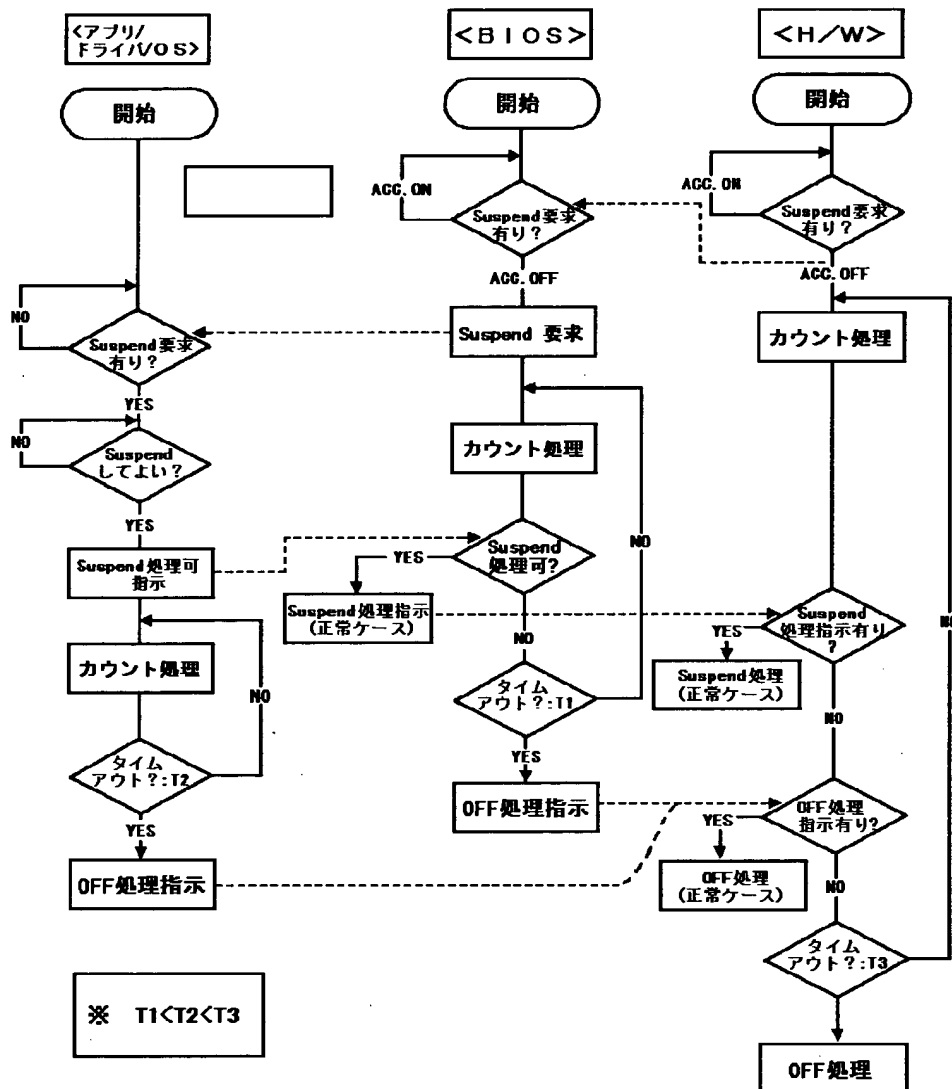 <アプリ/
ドライバ/OS>
開始
NO
Suspend要求
有り?
YES
NO
Suspend
してよい?
YES
Suspend処理可
指示
カウント処理
NO
タイム
アウト?:T2
YES
OFF処理指示
※ T1<T2<T3
<BIOS>
開始
ACC.ON
Suspend要求
有り?
ACC.OFF
Suspend 要求
カウント処理
NO
Suspend
処理可?
YES
Suspend処理指示
(正常ケース)
NO
タイム
アウト?:T1
YES
OFF処理指示
<H/W>
開始
ACC.ON
Suspend要求
有り?
ACC.OFF
カウント処理
NO
Suspend
処理指示有り
?
YES
Suspend処理
(正常ケース)
NO
OFF処理
指示有り?
YES
OFF処理
(正常ケース)
NO
タイム
アウト?:T3
OFF処理